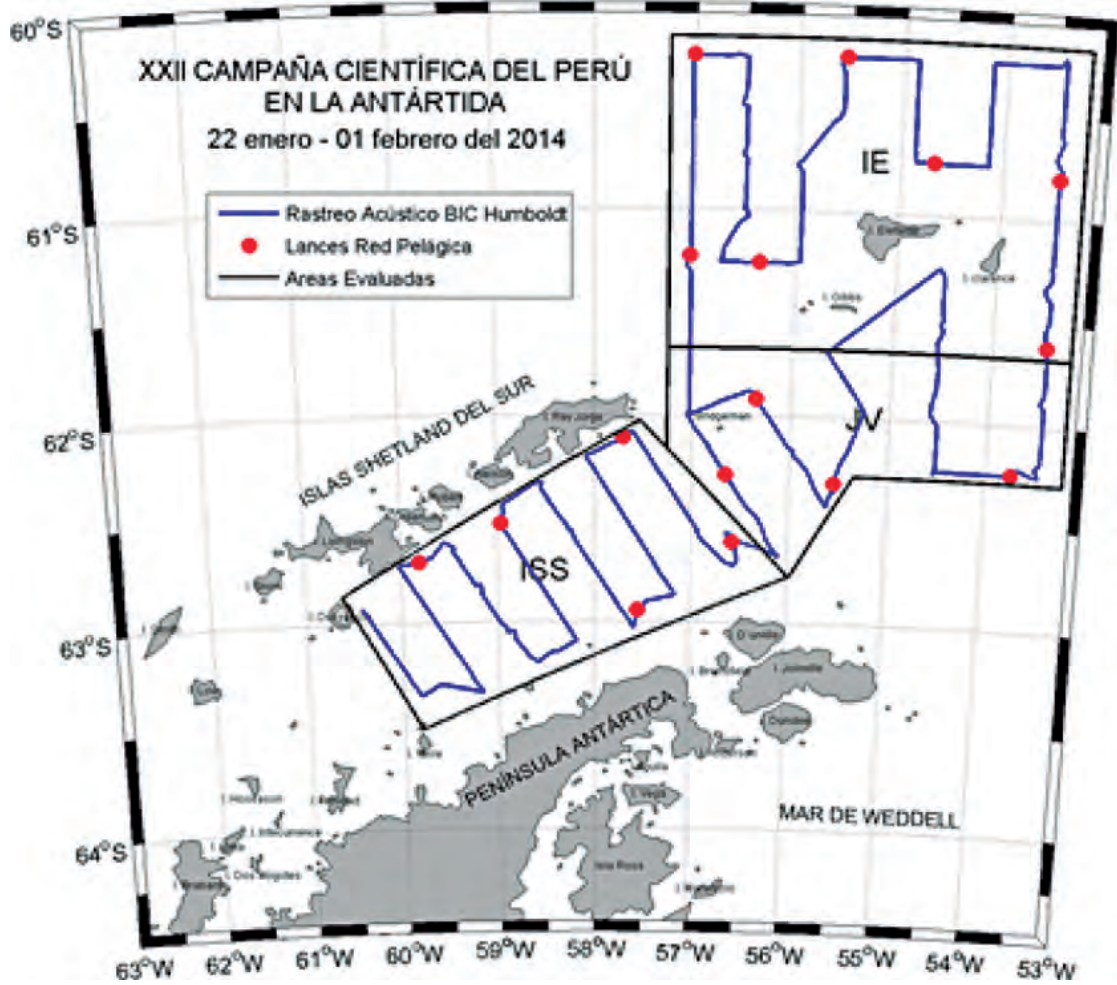 XXII CAMPAÑA CIENTÍFICA DEL PERÚ
EN LA ANTÁRTIDA
22 enero - 01 febrero del 2014
Rastreo Acústico BIC Humboldt
Lances Red Pelágica
Areas Evaluadas
60°S
61°S
62°S
63°S
64°S
IE
I. Clarence
JV
ISLAS SHETLAND DEL SUR
I. Rey Jorge
ISS
D'urville
I. Joinville
Dundee
PENÍNSULA ANTÁRTICA
I. Vega
Isla Ross
I. Dos Mogotes
MAR DE WEDDELL
63°W
62°W
61°W
60°W
59°W
58°W
57°W
56°W
55°W
54°W
53°W